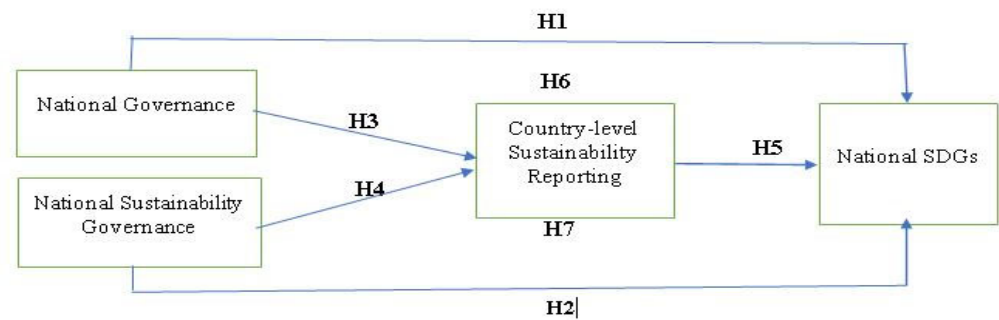 H1
National Governance
H6
H3
Country-level
Sustainability
Reporting
H5
National SDGs
National Sustainability
Governance
H4
H7
H2